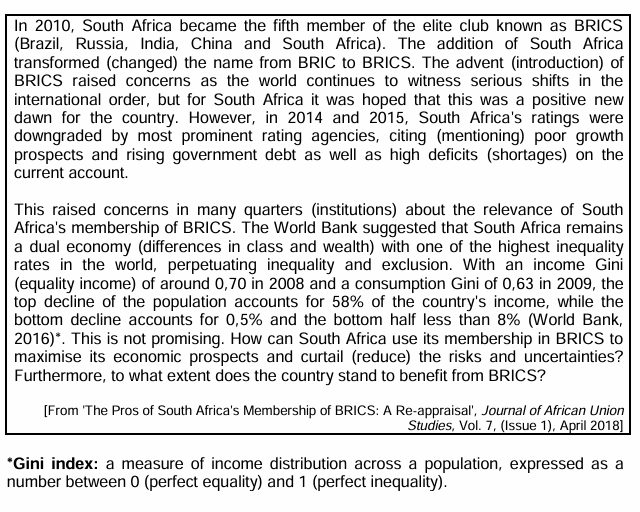 In 2010, South Africa became the fifth member of the elite club known as BRICS
(Brazil, Russia, India, China and South Africa). The addition of South Africa
transformed (changed) the name from BRIC to BRICS. The advent (introduction) of
BRICS raised concerns as the world continues to witness serious shifts in the
international order, but for South Africa it was hoped that this was a positive new
dawn for the country. However, in 2014 and 2015, South Africa's ratings were
downgraded by most prominent rating agencies, citing (mentioning) poor growth
prospects and rising government debt as well as high deficits (shortages) on the
current account.
This raised concerns in many quarters (institutions) about the relevance of South
Africa's membership of BRICS. The World Bank suggested that South Africa remains
a dual economy (differences in class and wealth) with one of the highest inequality
rates in the world, perpetuating inequality and exclusion. With an income Gini
(equality income) of around 0,70 in 2008 and a consumption Gini of 0,63 in 2009, the
top decline of the population accounts for 58% of the country's income, while the
bottom decline accounts for 0,5% and the bottom half less than 8% (World Bank,
2016)*. This is not promising. How can South Africa use its membership in BRICS to
maximise its economic prospects and curtail (reduce) the risks and uncertainties?
Furthermore, to what extent does the country stand to benefit from BRICS?
[From 'The Pros of South Africa's Membership of BRICS: A Re-appraisal', Journal of African Union
Studies, Vol. 7, (Issue 1), April 2018]
*Gini index: a measure of income distribution across a population, expressed as a
number between 0 (perfect equality) and 1 (perfect inequality).